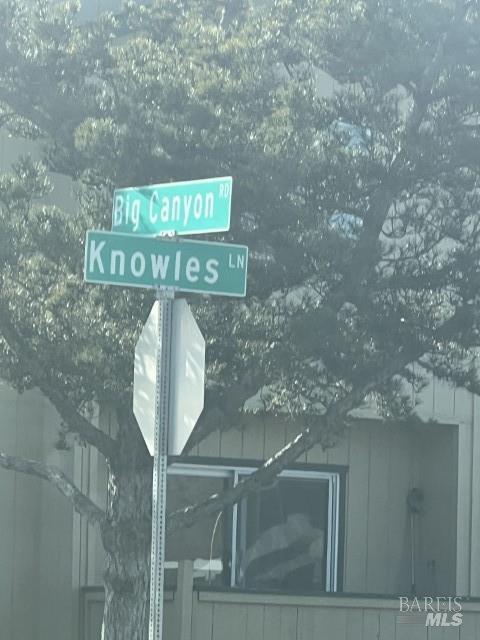 Big Canyon RD
Knowles LN
BAREIS
MLS